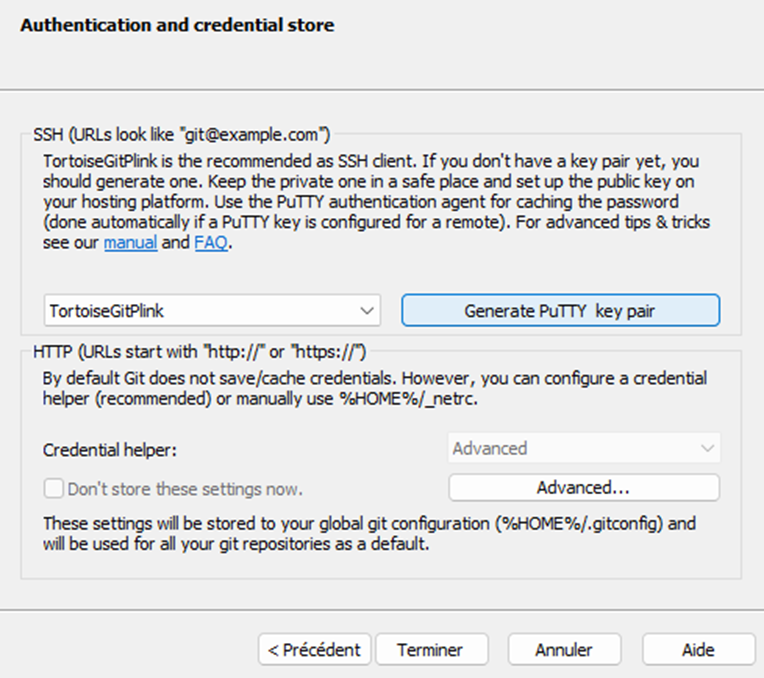 Authentication and credential store
SSH (URLs look like "git@example.com")
TortoiseGitPlink is the recommended as SSH client. If you don't have a key pair yet, you
should generate one. Keep the private one in a safe place and set up the public key on
your hosting platform. Use the PuTTY authentication agent for caching the password
(done automatically if a PuTTY key is configured for a remote). For advanced tips & tricks
see our manual and FAQ.
TortoiseGitPlink
Generate PuTTY key pair
HTTP (URLs start with "http://" or "https://")
By default Git does not save/cache credentials. However, you can configure a credential
helper (recommended) or manually use %HOME%/_netrc.
Credential helper:
Advanced
Don't store these settings now.
Advanced...
These settings will be stored to your global git configuration (%HOME%/.gitconfig) and
will be used for all your git repositories as a default.
< Précédent
Terminer
Annuler
Aide